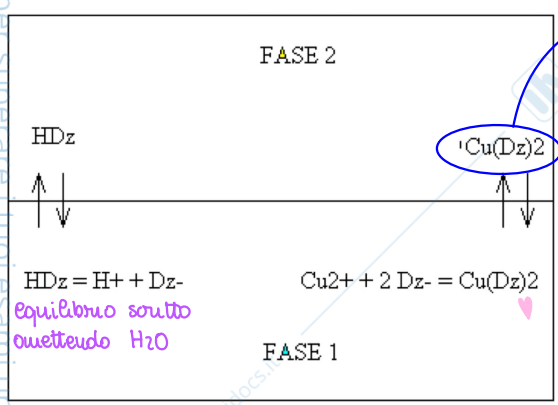 FASE 2
HDz
Cu(Dz)2
HDz = H+ + Dz-
Cu2+ + 2 Dz- = Cu(Dz)2
equilibrio scritto
omettendo H2O
FASE 1